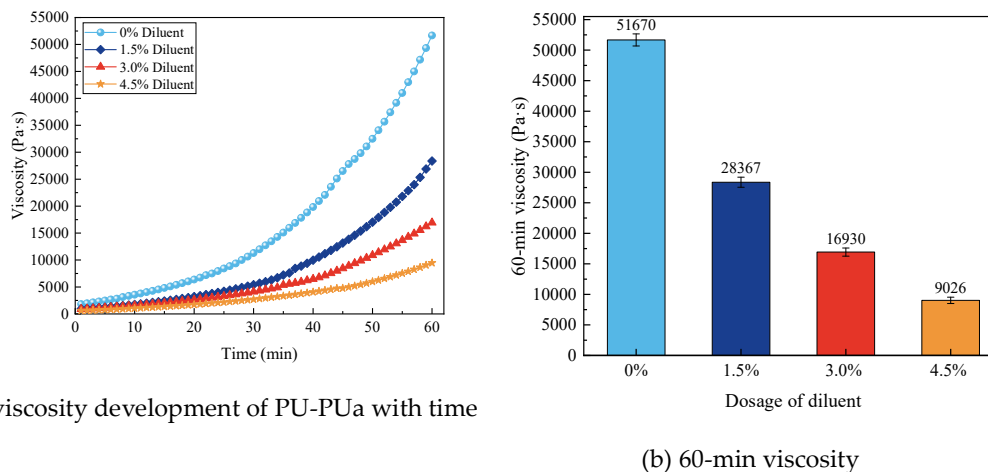 55000
50000
45000
40000
35000
30000
25000
20000
15000
10000
5000
0
Viscosity (Pa·s)
0% Diluent
1.5% Diluent
3.0% Diluent
4.5% Diluent
0 10 20 30 40 50 60
Time (min)
viscosity development of PU-PUa with time
55000
50000
45000
40000
35000
30000
25000
20000
15000
10000
5000
0
60-min viscosity (Pa·s)
51670
28367
16930
9026
0% 1.5% 3.0% 4.5%
Dosage of diluent
(b) 60-min viscosity